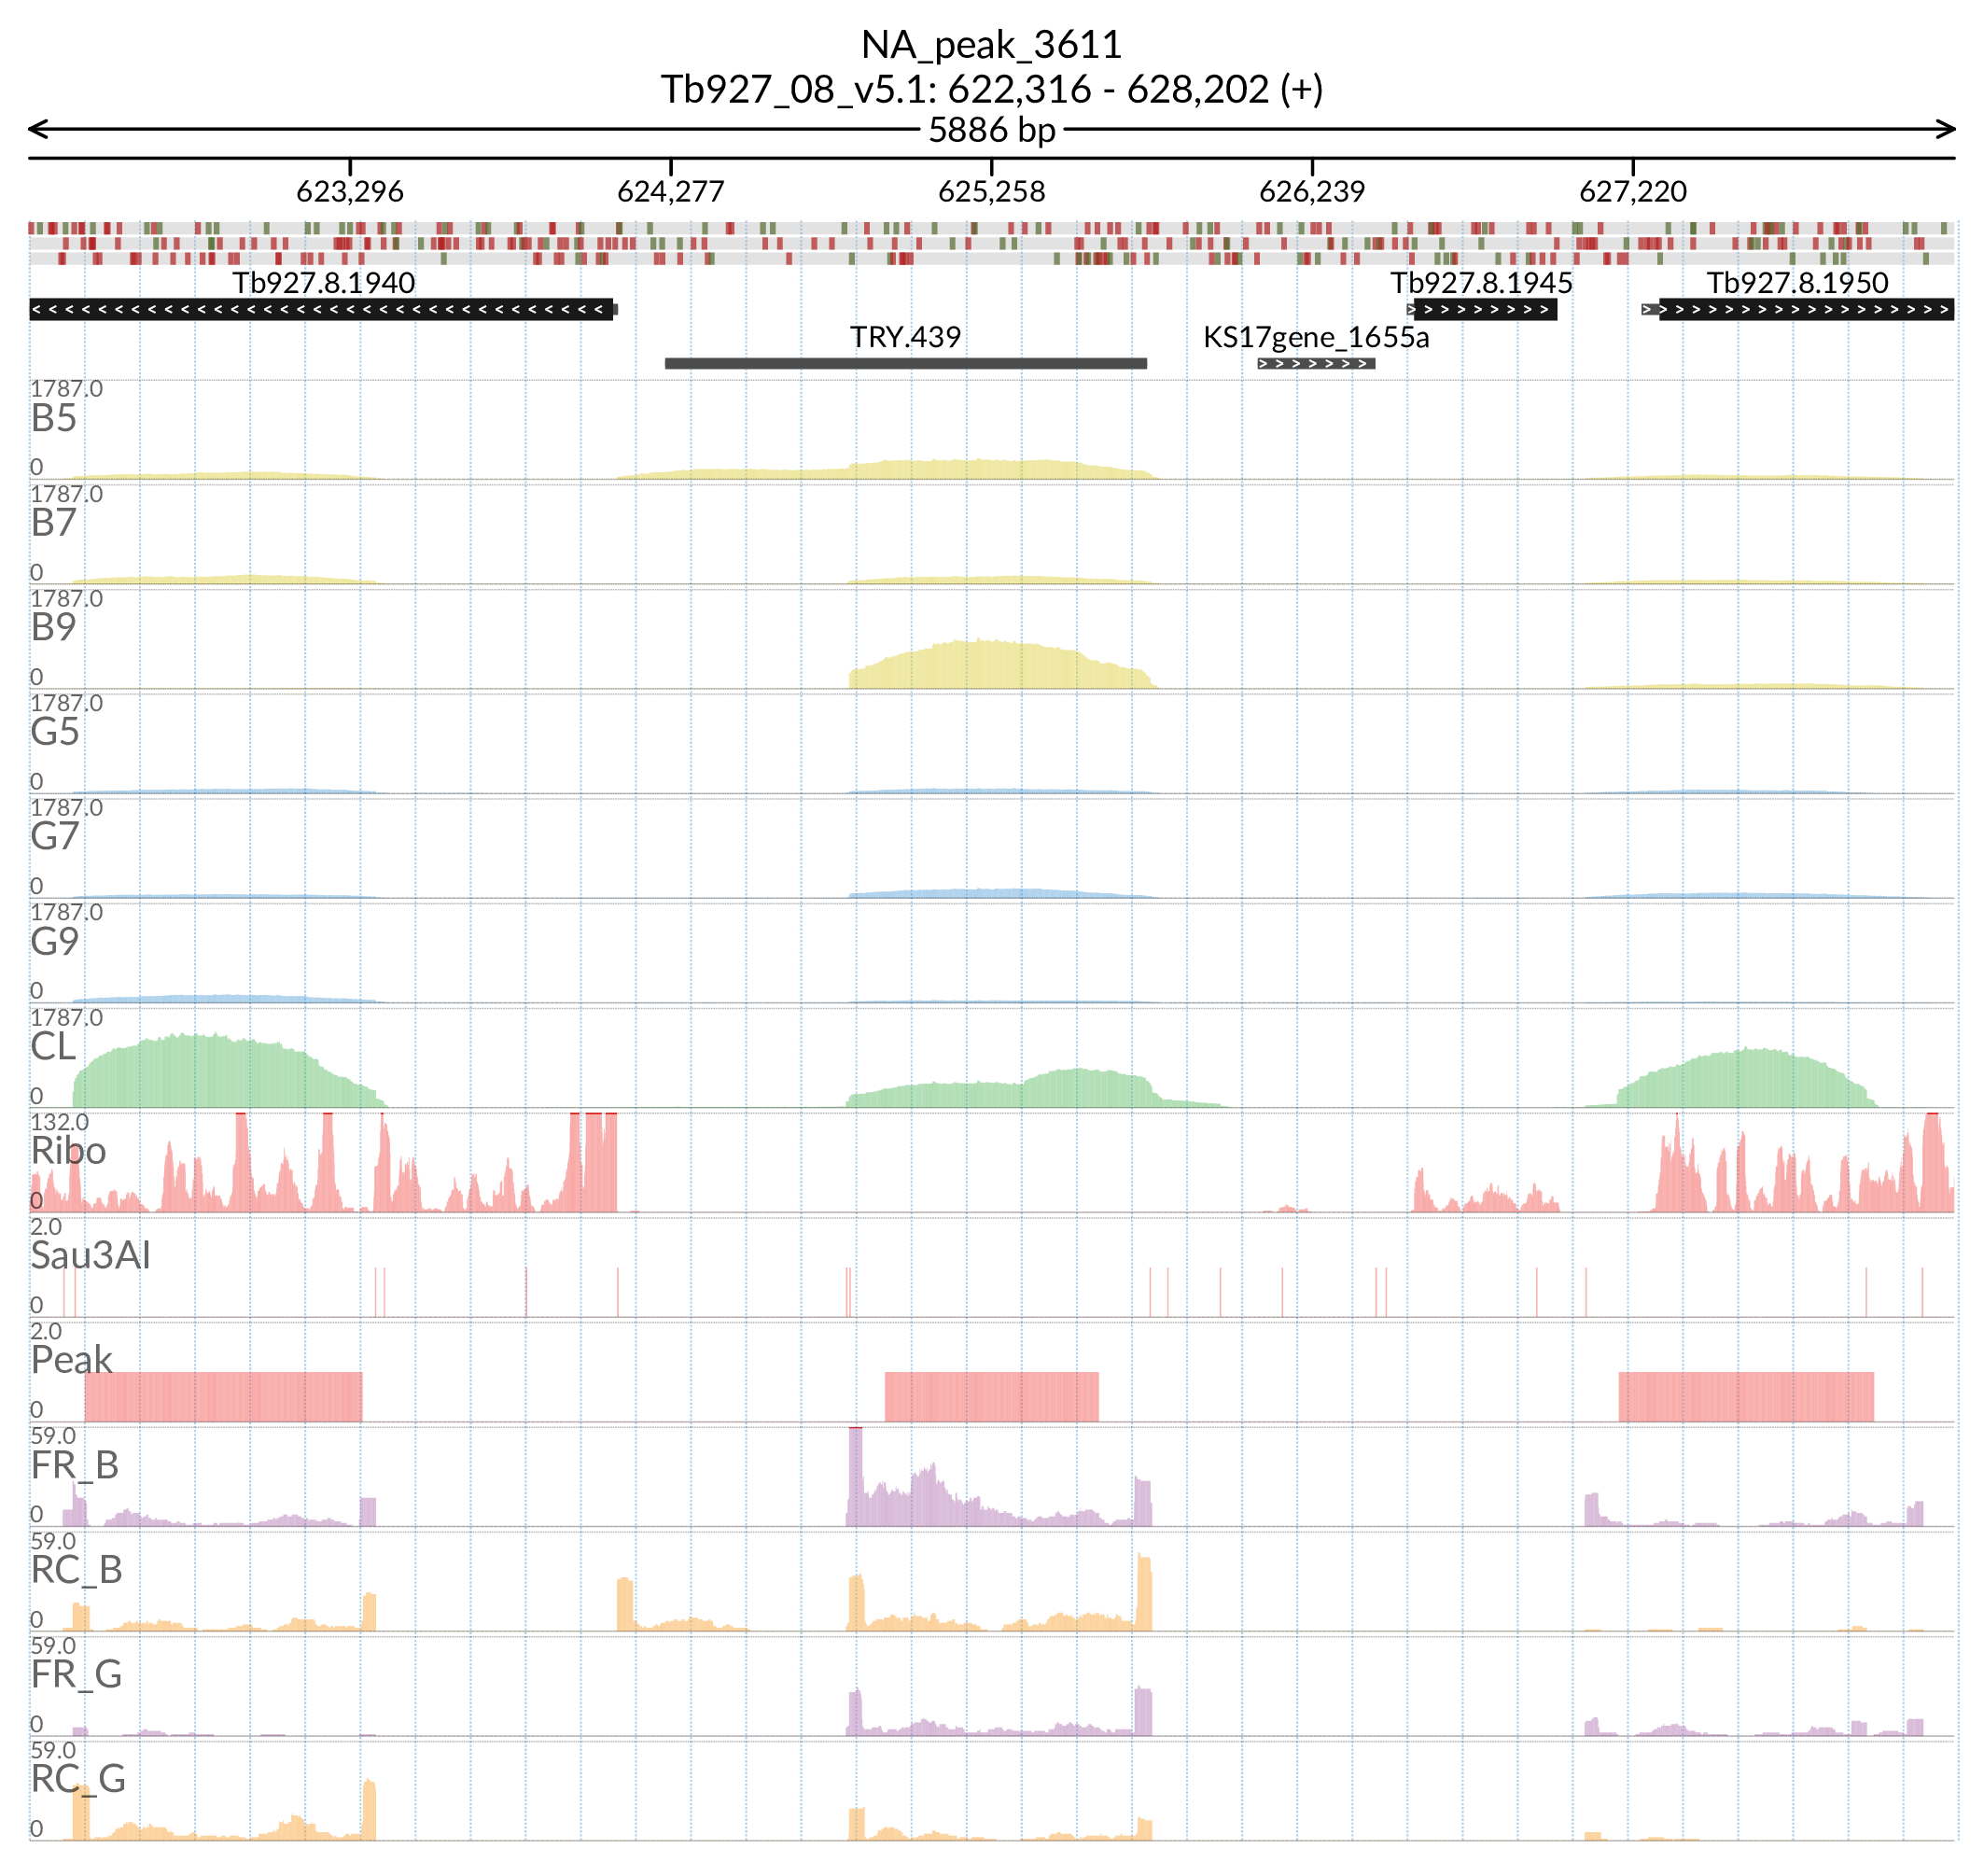 NA_peak_3611
Tb927_08_v5.1: 622,316 - 628,202 (+)
5886 bp
623,296 624,277 625,258 626,239 627,220
Tb927.8.1940 Tb927.8.1945 Tb927.8.1950
TRY.439 KS17gene_1655a
1787.0
B5
0
1787.0
B7
0
1787.0
B9
0
1787.0
G5
0
1787.0
G7
0
1787.0
G9
0
1787.0
CL
0
132.0
Ribo
0
2.0
Sau3AI
0
2.0
Peak
0
59.0
FR_B
0
59.0
RC_B
0
59.0
FR_G
0
59.0
RC_G
0